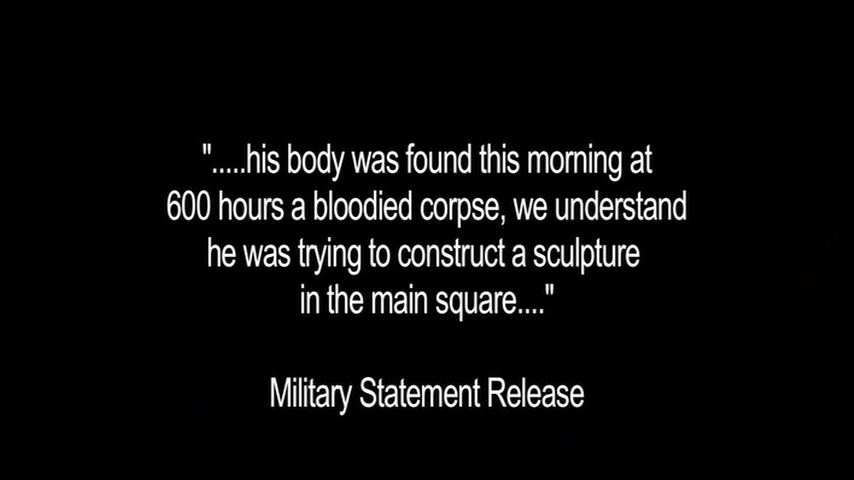 ".....his body was found this morning at
600 hours a bloodied corpse, we understand
he was trying to construct a sculpture
in the main square...."
Military Statement Release